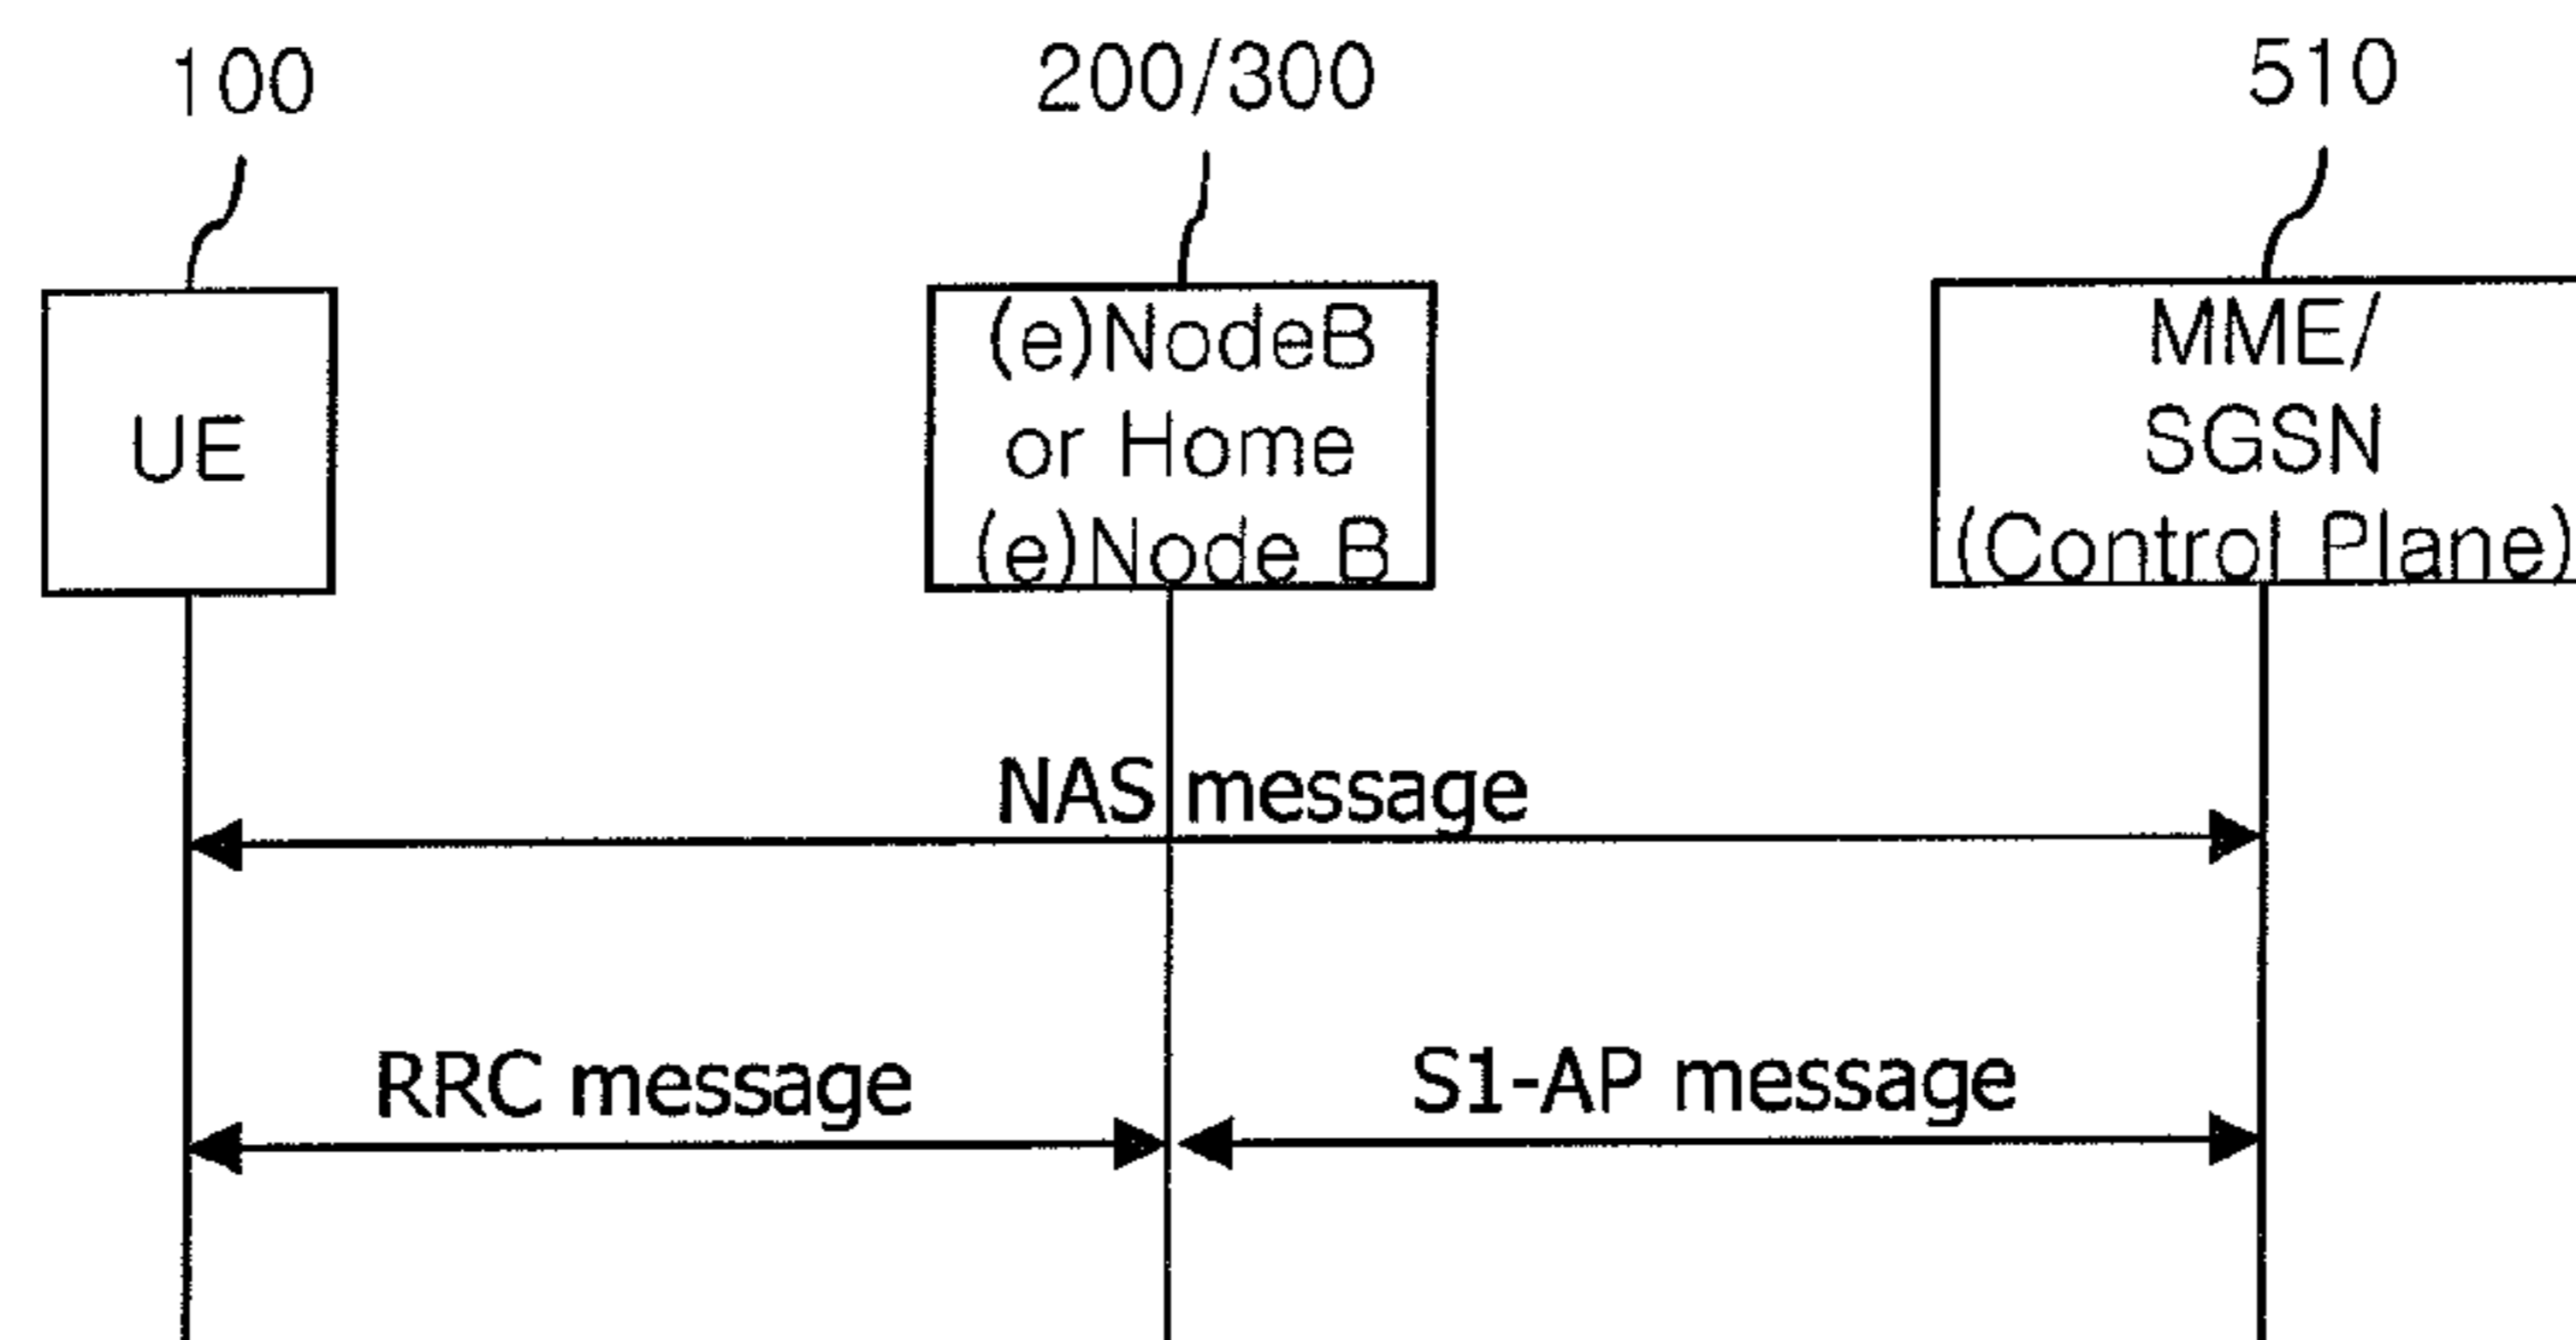 100
200/300
510
UE
(e)NodeB
or Home
(e)Node B
MME/
SGSN
(Control Plane)
NAS message
RRC message
S1-AP message